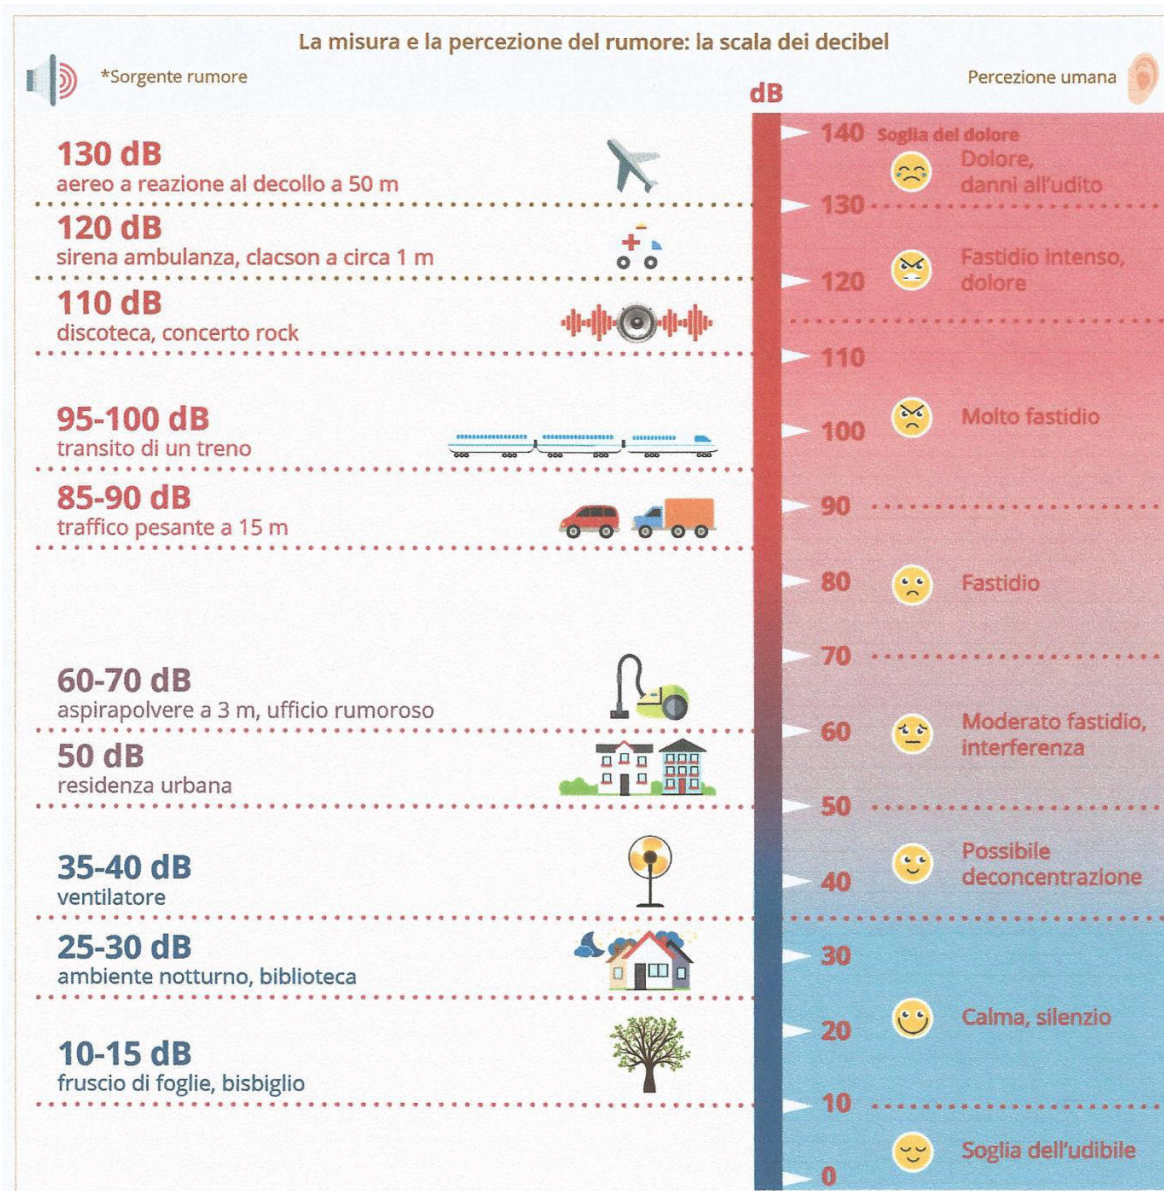 La misura e la percezione del rumore: la scala dei decibel
*Sorgente rumore
Percezione umana
dB
130 dB
aereo a reazione al decollo a 50 m
120 dB
sirena ambulanza, clacson a circa 1 m
110 dB
discoteca, concerto rock
95-100 dB
transito di un treno
85-90 dB
traffico pesante a 15 m
60-70 dB
aspirapolvere a 3 m, ufficio rumoroso
50 dB
residenza urbana
35-40 dB
ventilatore
25-30 dB
ambiente notturno, biblioteca
10-15 dB
fruscio di foglie, bisbiglio
140 Soglia del dolore
Dolore,
danni all'udito
130
Fastidio intenso,
120
dolore
110
Molto fastidio
100
90
80 Fastidio
70
Moderato fastidio,
60
interferenza
50
Possibile
40
deconcentrazione
30
Calma, silenzio
20
10
Soglia dell'udibile
0